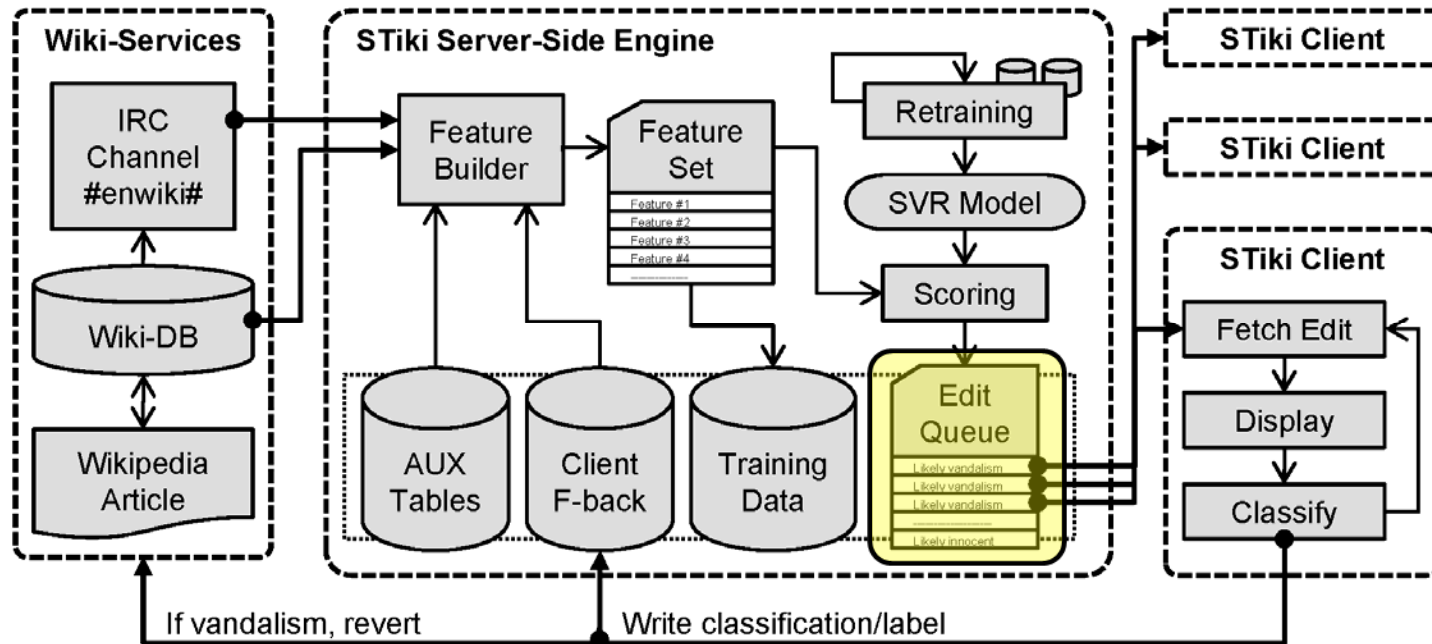 Wiki-Services
IRC
Channel
#enwiki#
Wiki-DB
Wikipedia
Article
STiki Server-Side Engine
Feature
Builder
Feature
Set
Feature #1
Feature #2
Feature #3
Feature #4
Retraining
SVR Model
Scoring
AUX
Tables
Client
F-back
Training
Data
Edit
Queue
Likely vandalism
Likely vandalism
Likely vandalism
Likely innocent
STiki Client
STiki Client
STiki Client
Fetch Edit
Display
Classify
If vandalism, revert
Write classification/label